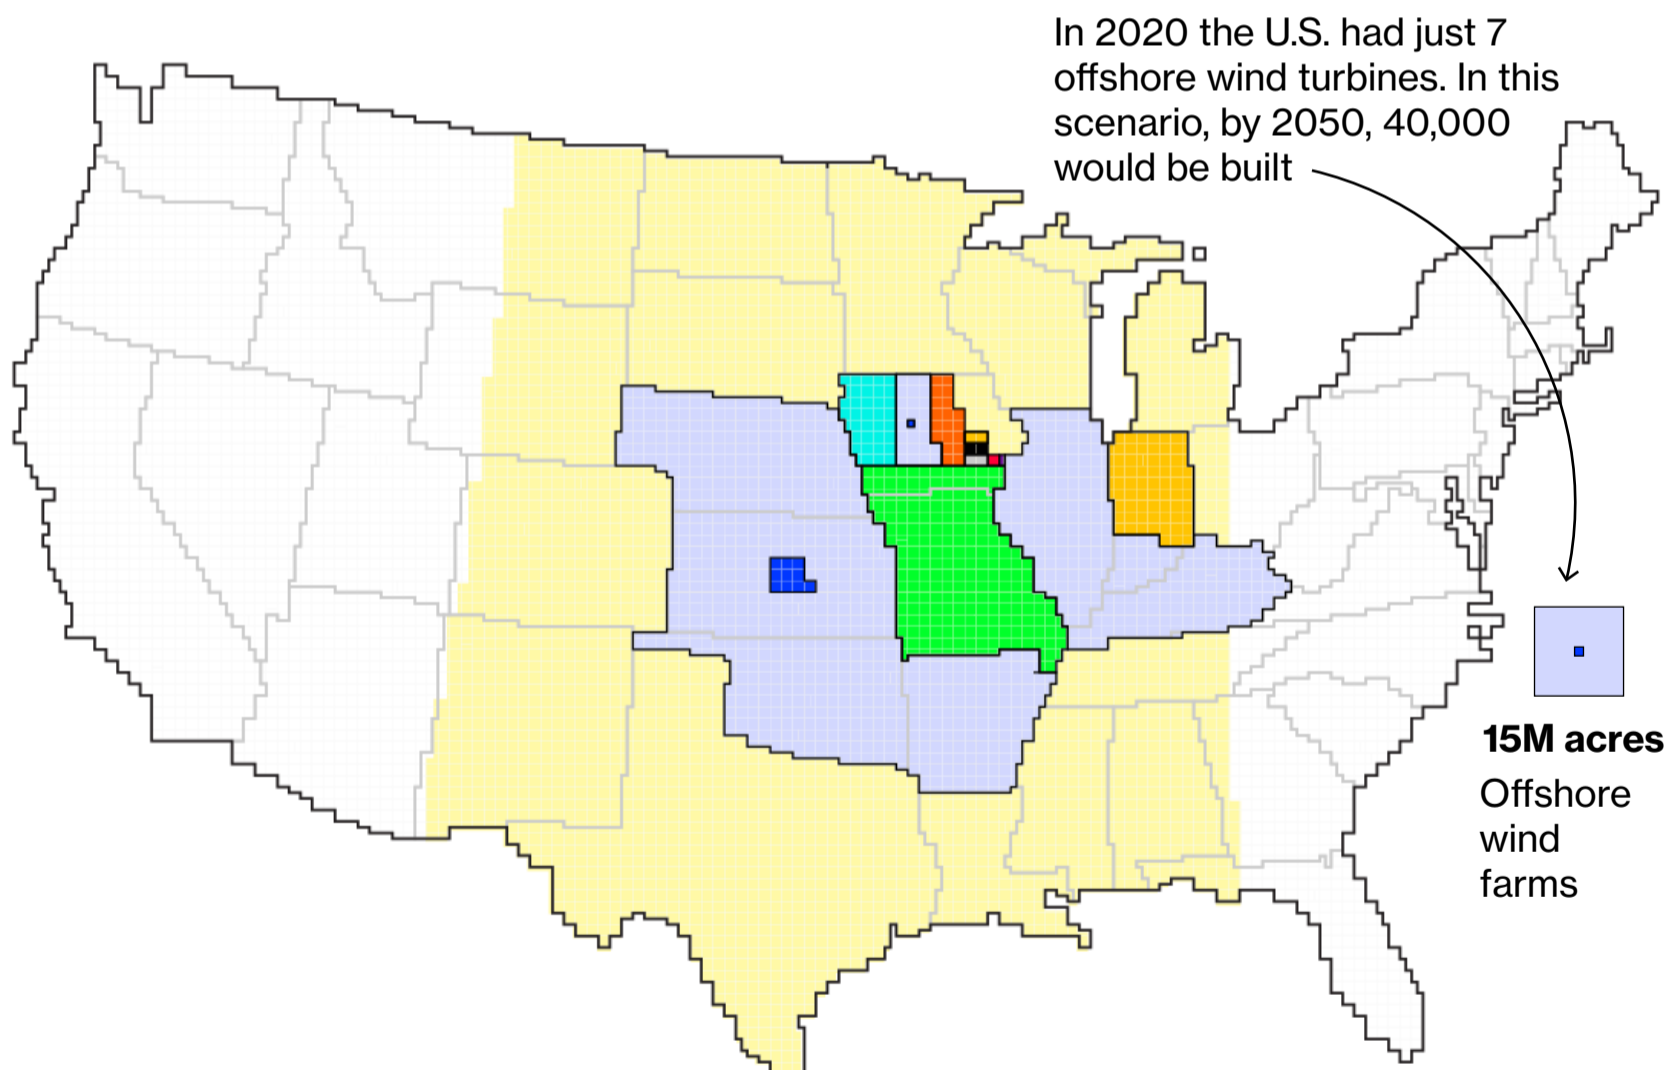 In 2020 the U.S. had just 7
offshore wind turbines. In this
scenario, by 2050, 40,000
would be built
15M acres
Offshore
wind
farms